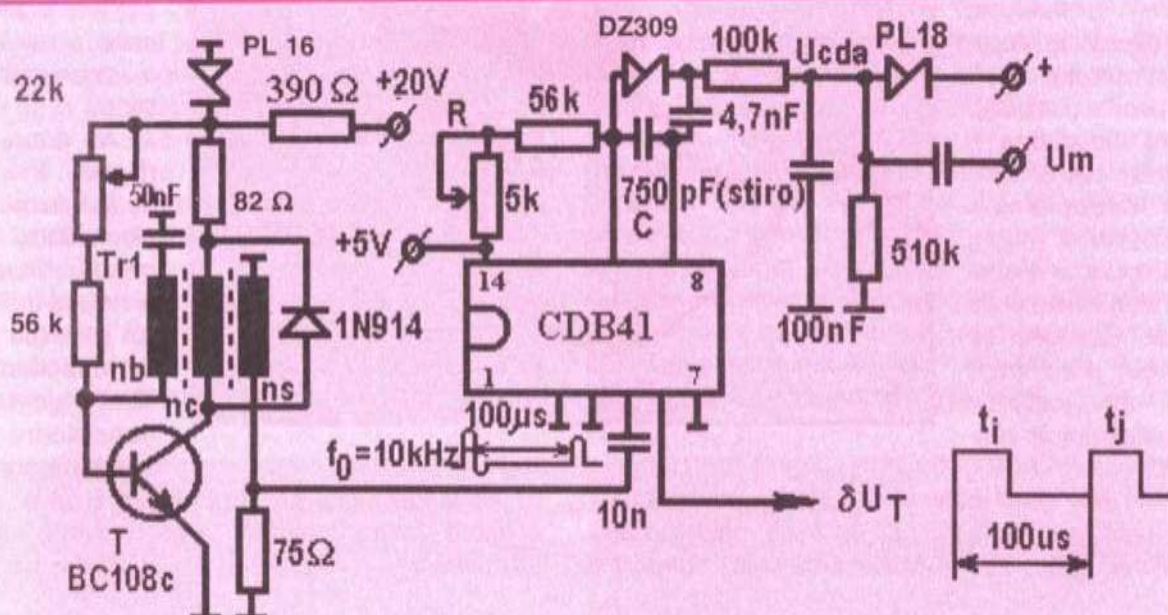 PL 16
22k
390 Ω
+20V
50nF
82 Ω
Tr1
56 k
1N914
nb
nc
ns
T
BC108c
75Ω
R
56k
5k
+5V
DZ309
100k
Ucda
PL18
+
4,7nF
Um
750 pF(stiro)
C
510k
100nF
14
8
CDB41
1
7
100µs
f0=10kHz
10n
δUT
ti
tj
100us